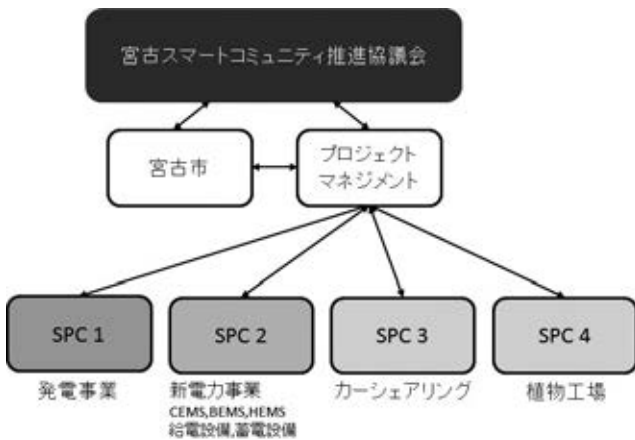 宮古スマートコミュニティ推進協議会
宮古市
プロジェクト
マネジメント
SPC 1
SPC 2
SPC 3
SPC 4
発電事業
新電力事業
CEMS,BEMS,HEMS
給電設備,蓄電設備
カーシェアリング
植物工場